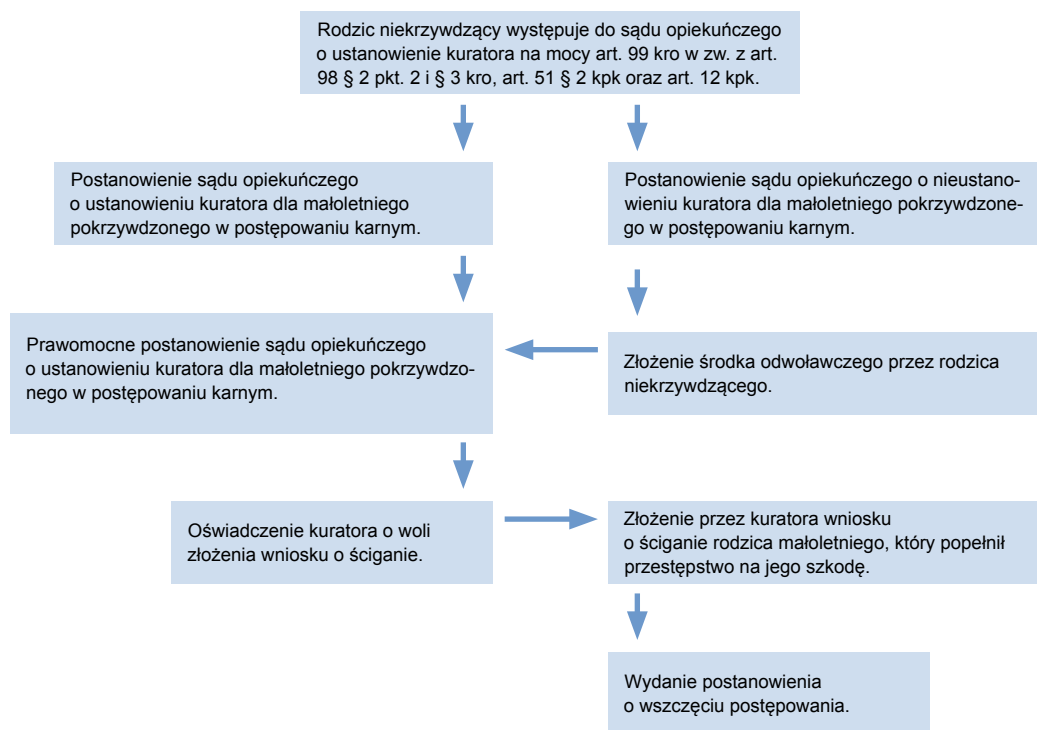 Rodzic niekrzywdzący występuje do sądu opiekuńczego
o ustanowienie kuratora na mocy art. 99 kro w zw. z art.
98 § 2 pkt. 2 i § 3 kro, art. 51 § 2 kpk oraz art. 12 kpk.
Postanowienie sądu opiekuńczego
o ustanowieniu kuratora dla małoletniego
pokrzywdzonego w postępowaniu karnym.
Postanowienie sądu opiekuńczego o nieustano-
wieniu kuratora dla małoletniego pokrzywdzone-
go w postępowaniu karnym.
Prawomocne postanowienie sądu opiekuńczego
o ustanowieniu kuratora dla małoletniego pokrzywdzo-
nego w postępowaniu karnym.
Złożenie środka odwoławczego przez rodzica
niekrzywdzącego.
Oświadczenie kuratora o woli
złożenia wniosku o ściganie.
Złożenie przez kuratora wniosku
o ściganie rodzica małoletniego, który popełnił
przestępstwo na jego szkodę.
Wydanie postanowienia
o wszczęciu postępowania.